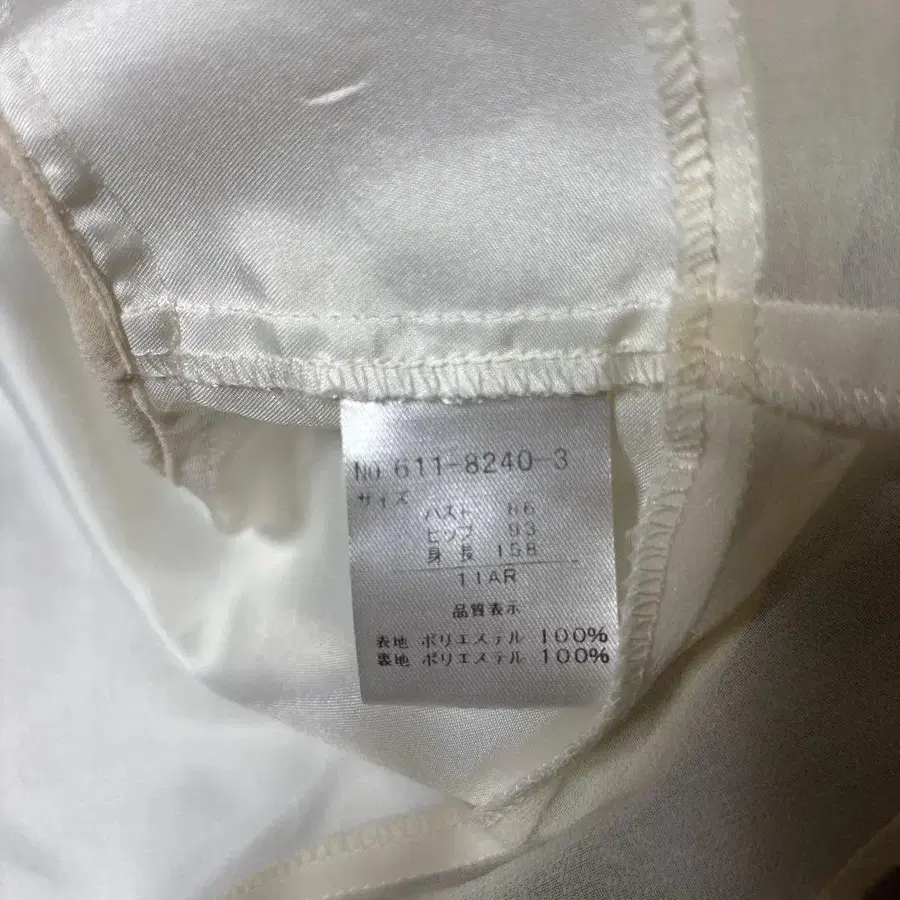 No 611-8240-3
サイズ
バスト 86
ヒップ 93
身長 158
11AR
品質表示
表地 ポリエステル 100%
裏地 ポリエステル 100%